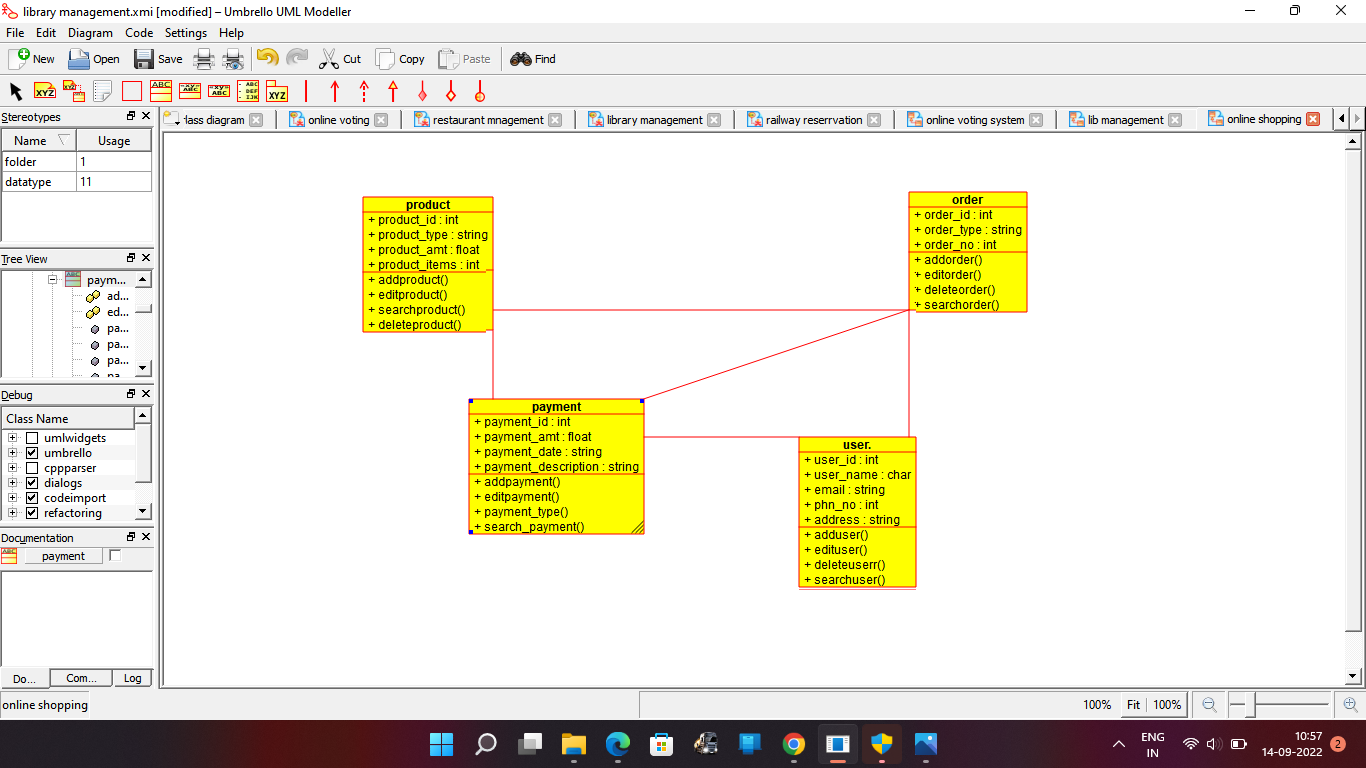 library management.xmi [modified] – Umbrello UML Modeller
File Edit Diagram Code Settings Help
New Open Save Cut Copy Paste Find
Stereotypes
Name Usage
folder 1
datatype 11
lass diagram online voting restaurant mnagement library management railway reserrvation online voting system lib management online shopping
Tree View
paym...
ad...
ed...
pa...
pa...
pa...
Debug
Class Name
umlwidgets
umbrello
cppparser
dialogs
codeimport
refactoring
Documentation
payment
Do... Com... Log
product
+ product_id : int
+ product_type : string
+ product_amt : float
+ product_items : int
+ addproduct()
+ editproduct()
+ searchproduct()
+ deleteproduct()
order
+ order_id : int
+ order_type : string
+ order_no : int
+ addorder()
+ editorder()
+ deleteorder()
+ searchorder()
payment
+ payment_id : int
+ payment_amt : float
+ payment_date : string
+ payment_description : string
+ addpayment()
+ editpayment()
+ payment_type()
+ search_payment()
user.
+ user_id : int
+ user_name : char
+ email : string
+ phn_no : int
+ address : string
+ adduser()
+ edituser()
+ deleteuserr()
+ searchuser()
online shopping 100% Fit 100%
ENG
IN
10:57
14-09-2022
2